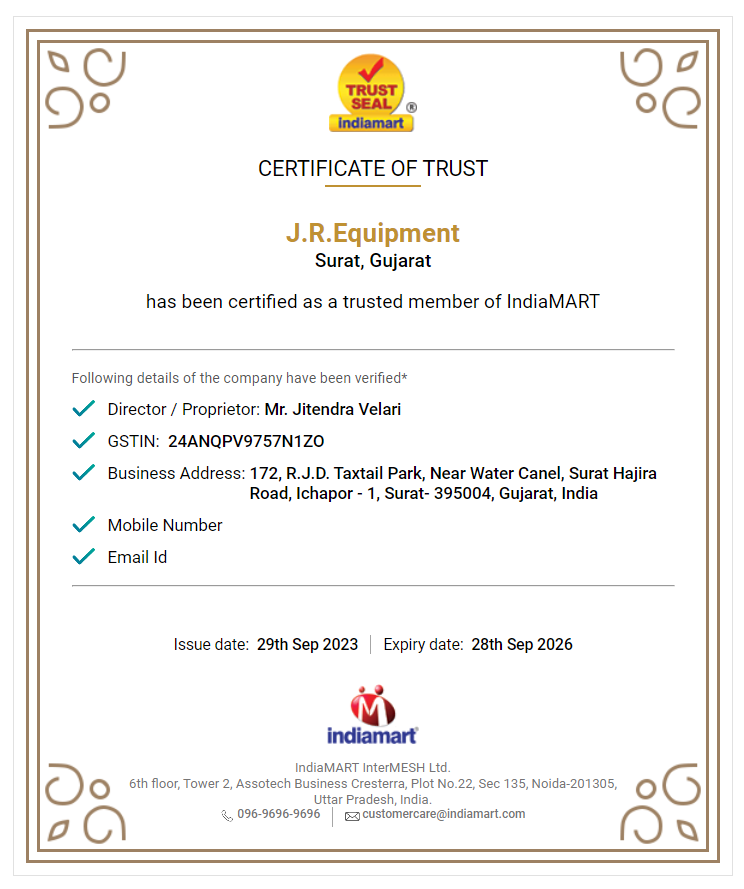 TRUST
SEAL
®
indiamart
CERTIFICATE OF TRUST
J.R.Equipment
Surat, Gujarat
has been certified as a trusted member of IndiaMART
Following details of the company have been verified*
Director / Proprietor: Mr. Jitendra Velari
GSTIN: 24ANQPV9757N1ZO
Business Address: 172, R.J.D. Taxtail Park, Near Water Canel, Surat Hajira
Road, Ichapor - 1, Surat- 395004, Gujarat, India
Mobile Number
Email Id
Issue date: 29th Sep 2023 Expiry date: 28th Sep 2026
M
indiamart
IndiaMART InterMESH Ltd.
6th floor, Tower 2, Assotech Business Cresterra, Plot No.22, Sec 135, Noida-201305,
Uttar Pradesh, India.
096-9696-9696 customercare@indiamart.com